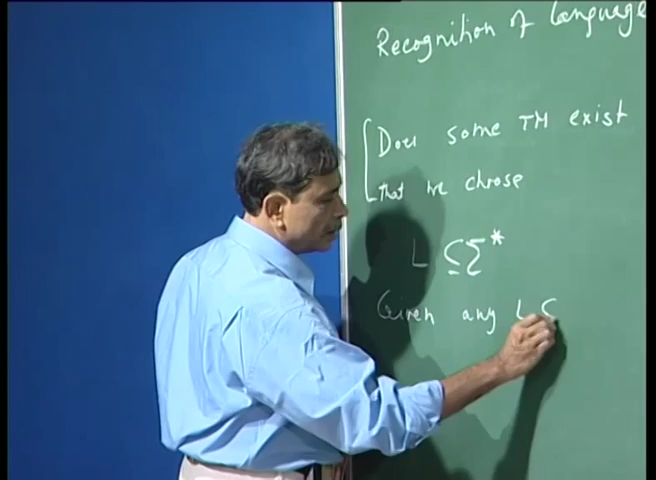 Recognition of language
Does some TM exist
that we choose
L ⊆ Σ*
Given any L ⊂